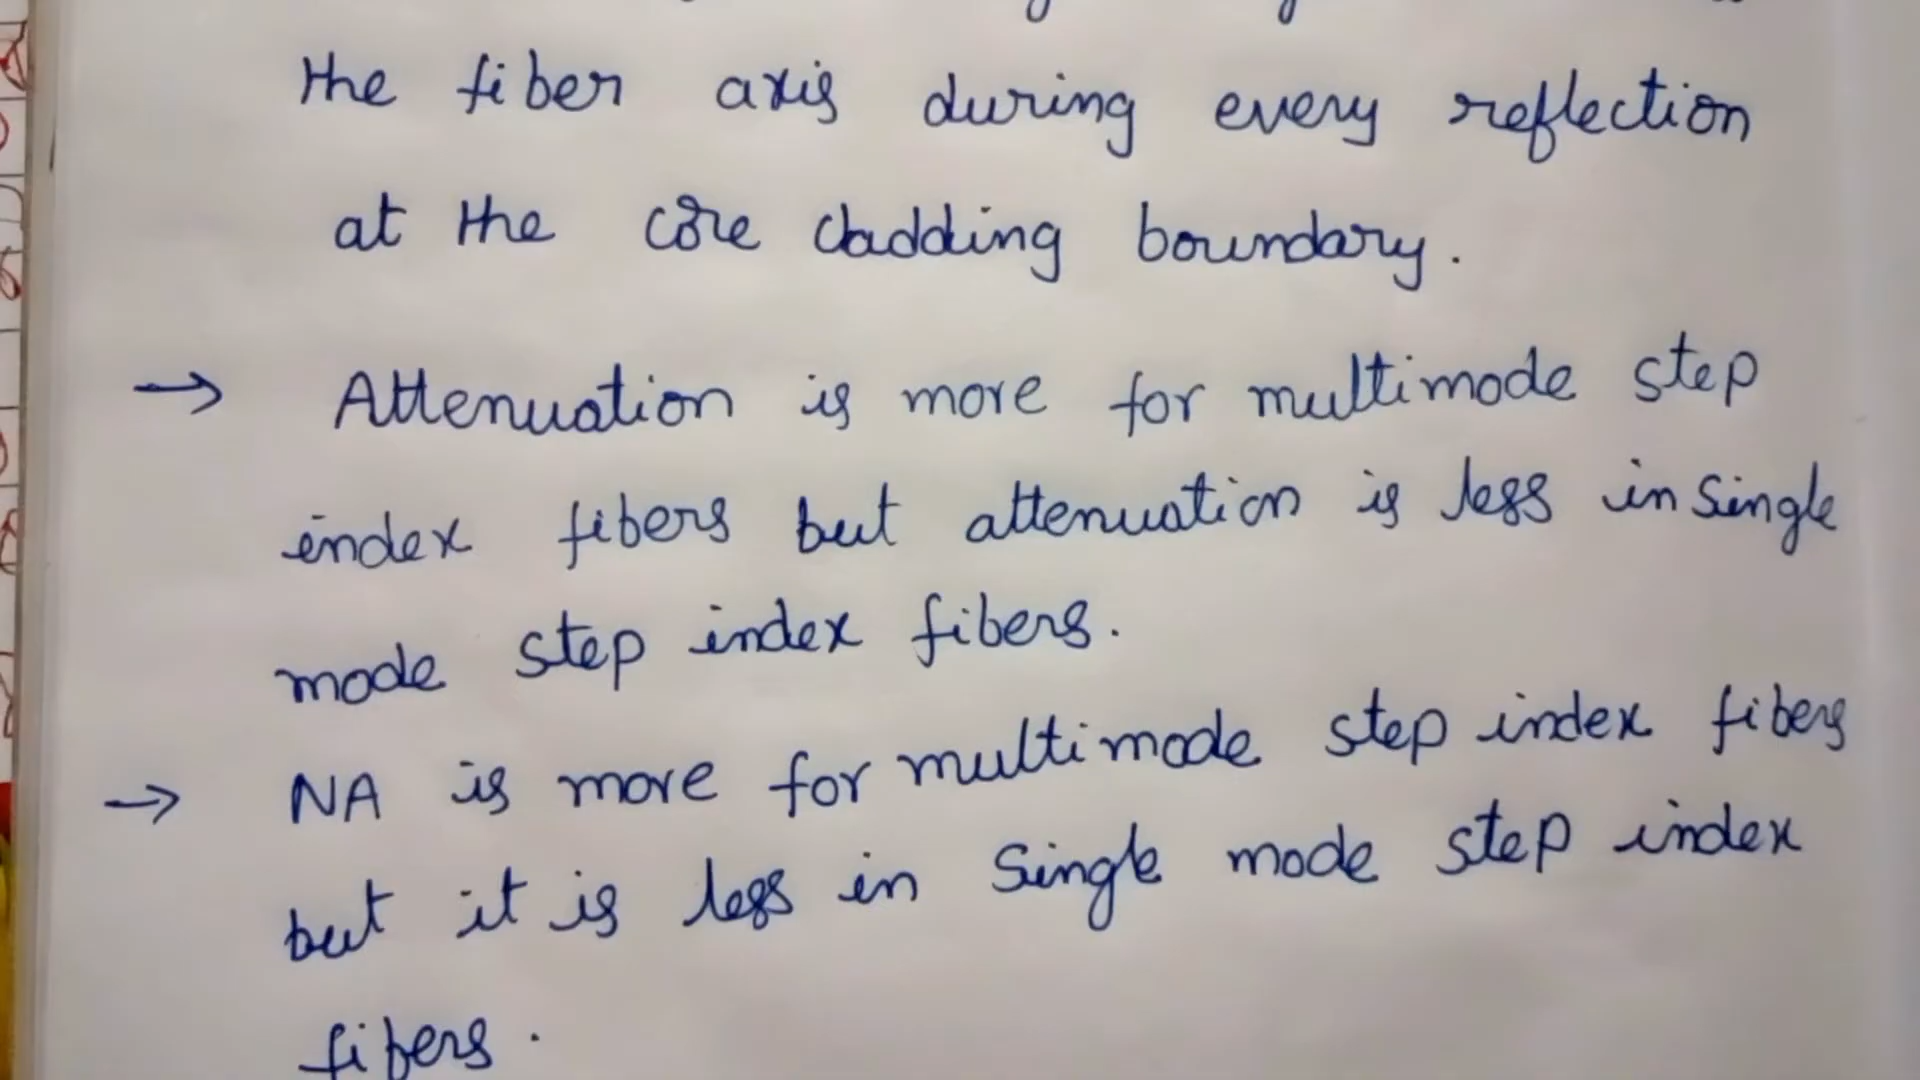 the fiber axis during every reflection
at the core cladding boundary.
→ Attenuation is more for multimode step
index fibers but attenuation is less in single
mode step index fibers.
→ NA is more for multimode step index fibers
but it is less in single mode step index
fibers.